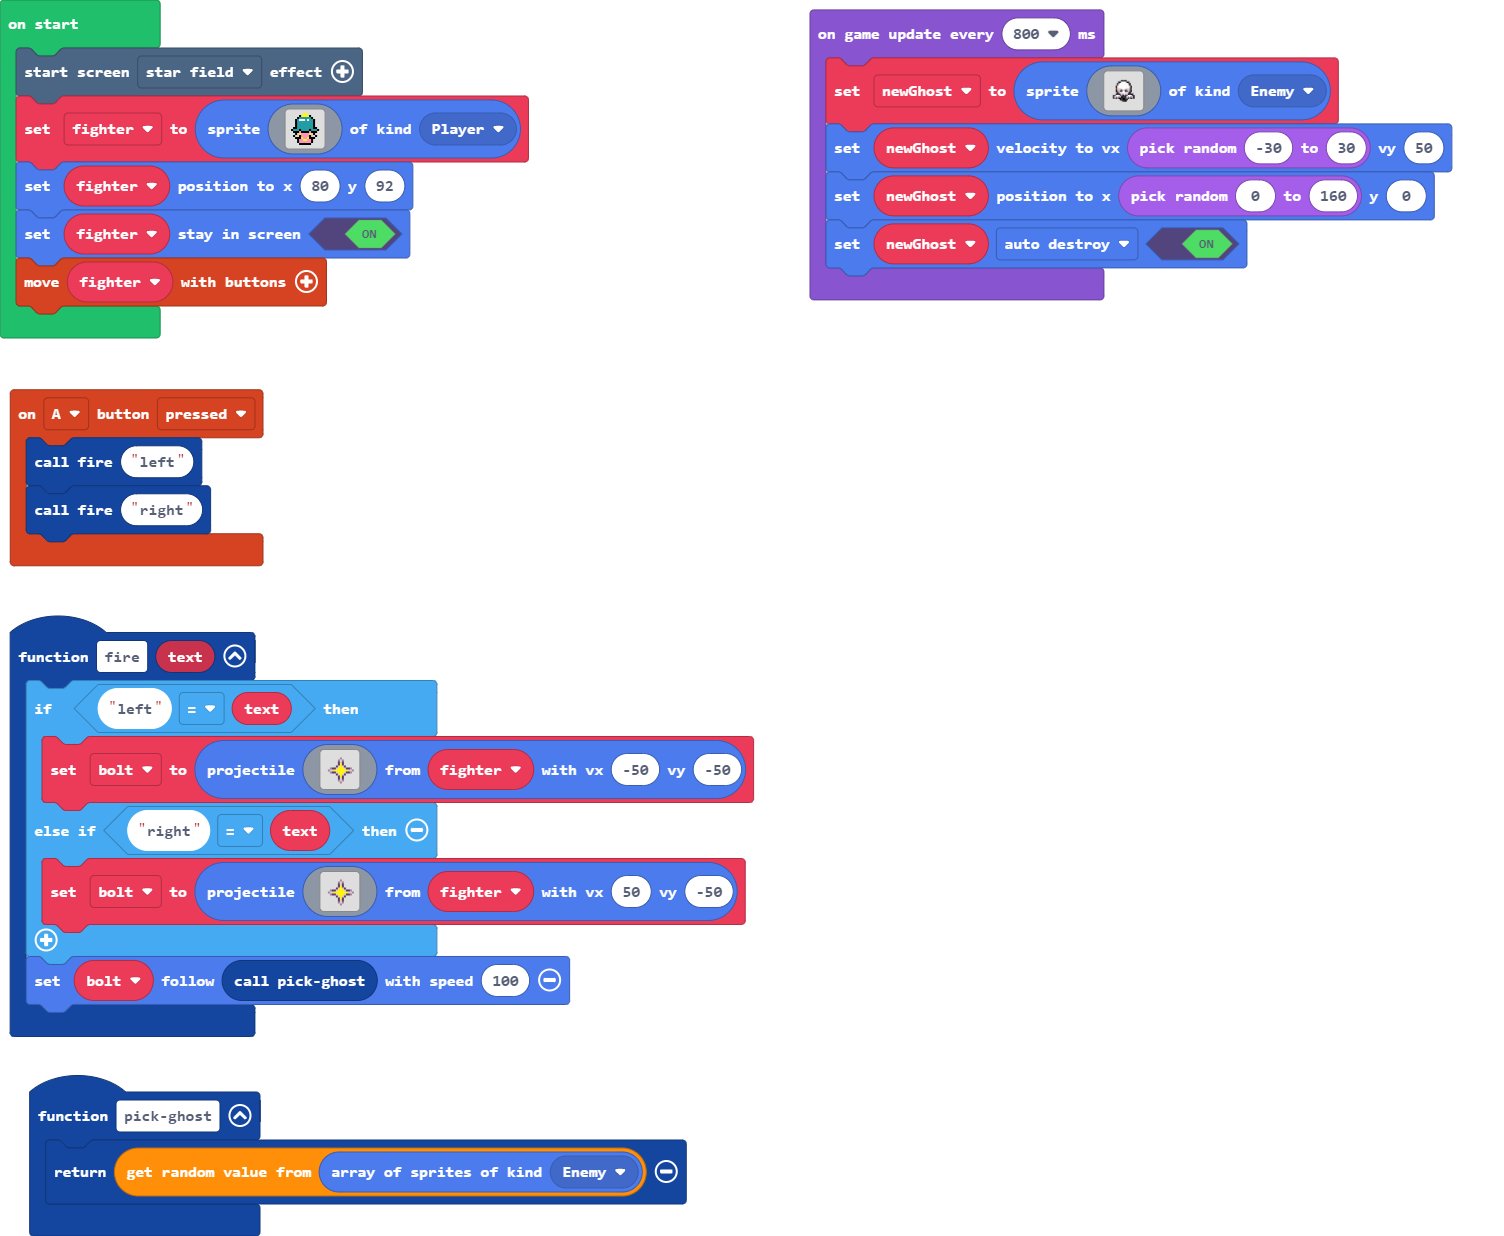 on start
start screen star field effect
set fighter to sprite of kind Player
set fighter position to x 80 y 92
set fighter stay in screen ON
move fighter with buttons
on game update every 800 ms
set newGhost to sprite of kind Enemy
set newGhost velocity to vx pick random -30 to 30 vy 50
set newGhost position to x pick random 0 to 160 y 0
set newGhost auto destroy ON
on A button pressed
call fire "left"
call fire "right"
function fire text
if "left" = text then
set bolt to projectile from fighter with vx -50 vy -50
else if "right" = text then
set bolt to projectile from fighter with vx 50 vy -50
set bolt follow call pick-ghost with speed 100
function pick-ghost
return get random value from array of sprites of kind Enemy